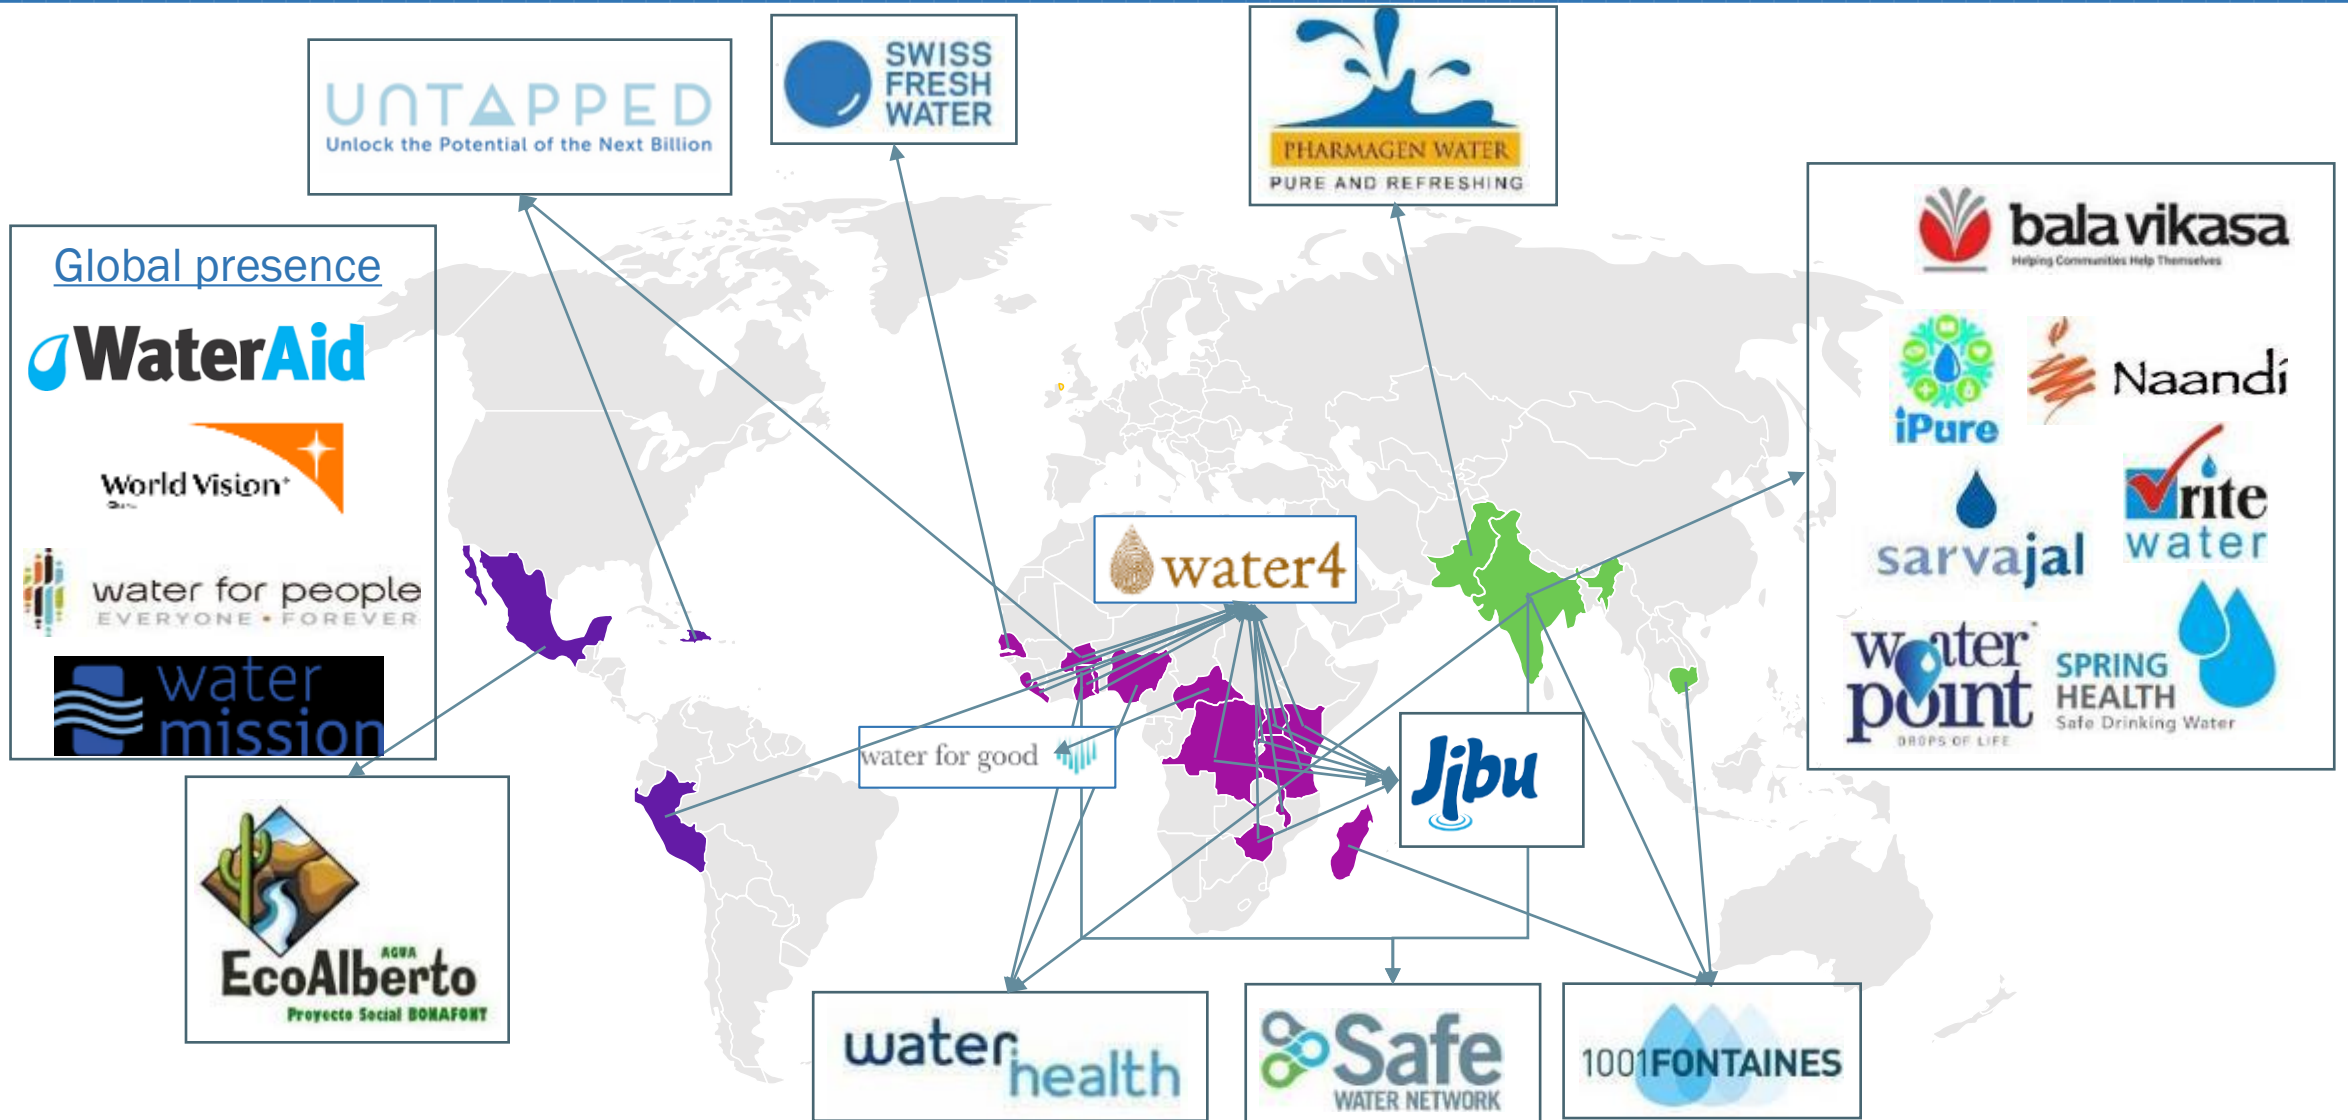 UNTAPPED
Unlock the Potential of the Next Billion
SWISS
FRESH
WATER
PHARMAGEN WATER
PURE AND REFRESHING
Global presence
WaterAid
World Vision
water for people
EVERYONE • FOREVER
water
mission
bala vikasa
Helping Communities Help Themselves
iPure
Naandi
sarvajal
rite
water
water
point
DROPS OF LIFE
SPRING
HEALTH
Safe Drinking Water
water4
water for good
Jibu
AGUA
EcoAlberto
Proyecto Social BONAFONT
water
health
Safe
WATER NETWORK
1001FONTAINES